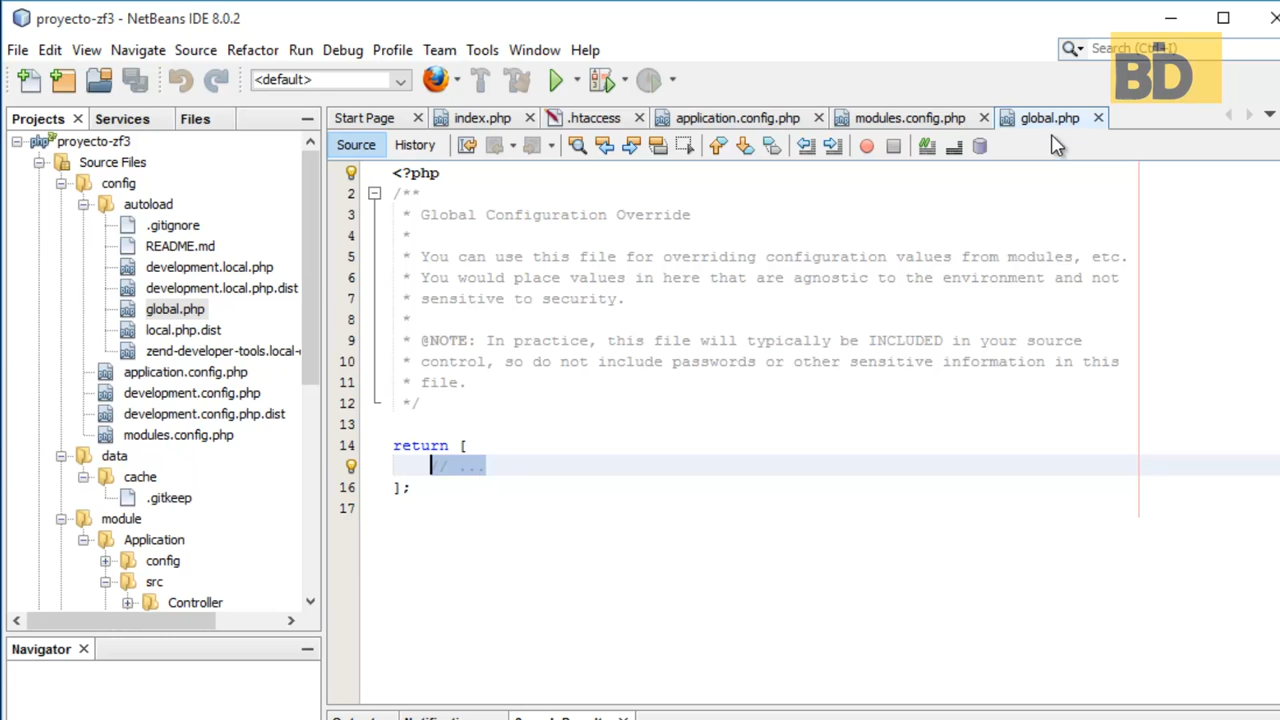 proyecto-zf3 - NetBeans IDE 8.0.2
File Edit View Navigate Source Refactor Run Debug Profile Team Tools Window Help
Search (Ctrl+I)
BD
<default>
Projects Services Files
Start Page index.php .htaccess application.config.php modules.config.php global.php
Source History
proyecto-zf3
Source Files
config
autoload
.gitignore
README.md
development.local.php
development.local.php.dist
global.php
local.php.dist
zend-developer-tools.local-
application.config.php
development.config.php
development.config.php.dist
modules.config.php
data
cache
.gitkeep
module
Application
config
src
Controller
Navigator
<?php
2 /**
3 * Global Configuration Override
4 *
5 * You can use this file for overriding configuration values from modules, etc.
6 * You would place values in here that are agnostic to the environment and not
7 * sensitive to security.
8 *
9 * @NOTE: In practice, this file will typically be INCLUDED in your source
10 * control, so do not include passwords or other sensitive information in this
11 * file.
12 */
13
14 return [
// ...
16 ];
17